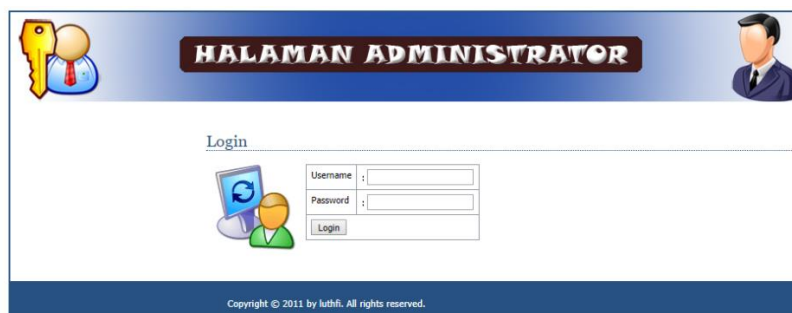 HALAMAN ADMINISTRATOR
Login
Username :
Password :
Login
Copyright © 2011 by luthfi. All rights reserved.